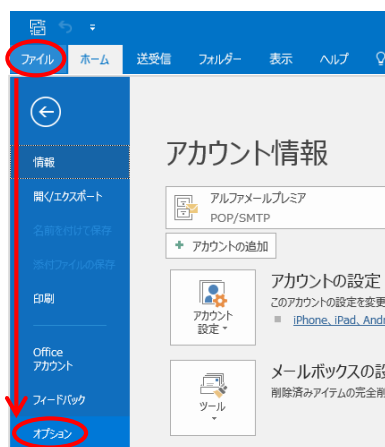 ファイル ホーム 送受信 フォルダー 表示 ヘルプ
アカウント情報
情報
開く/エクスポート
名前を付けて保存
添付ファイルの保存
印刷
Office
アカウント
フィードバック
オプション
アルファメールプレミア
POP/SMTP
アカウントの追加
アカウント
設定
アカウントの設定
このアカウントの設定を変更
iPhone、iPad、Andr
ツール
メールボックスの設
削除済みアイテムの完全削